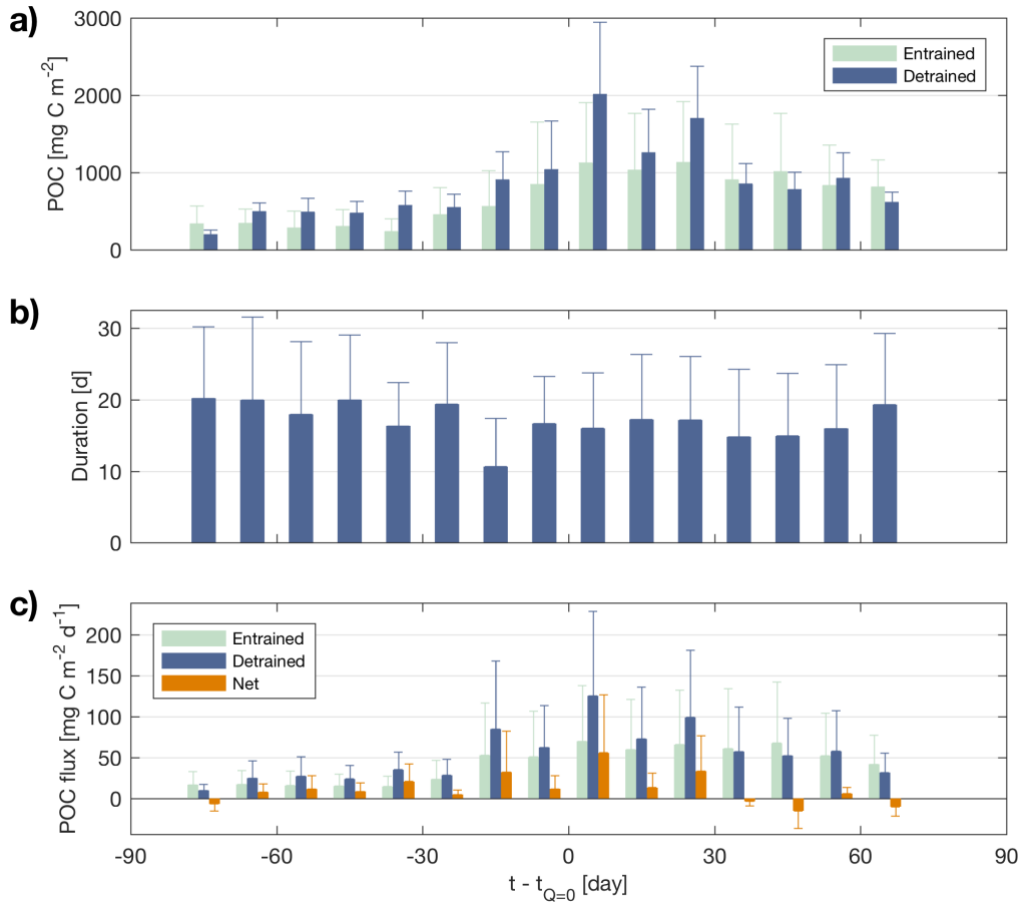 a)
POC [mg C m⁻²]
3000
2000
1000
0
Entrained
Detrained
b)
Duration [d]
30
20
10
0
c)
POC flux [mg C m⁻² d⁻¹]
200
150
100
50
0
Entrained
Detrained
Net
-90 -60 -30 0 30 60 90
t - t_Q=0 [day]